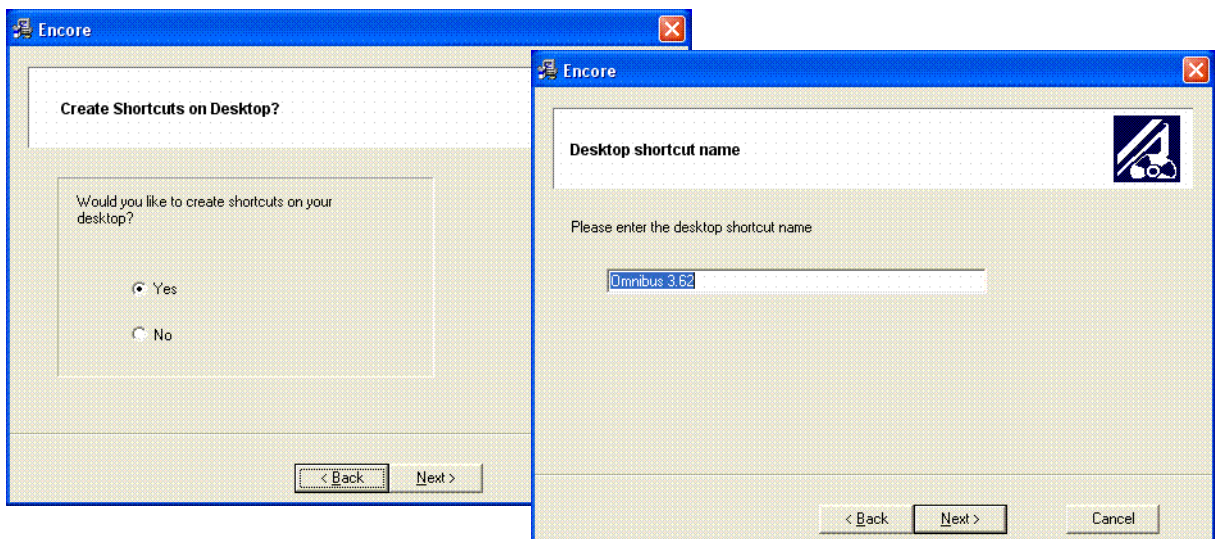 Encore
Create Shortcuts on Desktop?
Would you like to create shortcuts on your
desktop?
Yes
No
< Back
Next >
Encore
Desktop shortcut name
Please enter the desktop shortcut name
Omnibus 3.62
< Back
Next >
Cancel